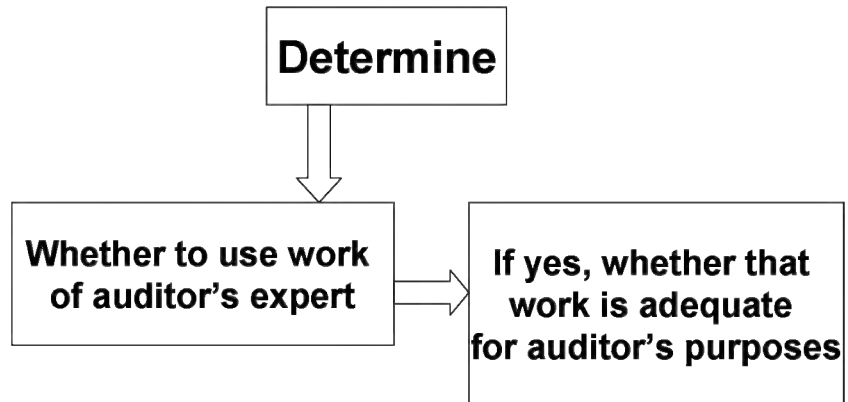 Determine
Whether to use work
of auditor’s expert
If yes, whether that
work is adequate
for auditor’s purposes